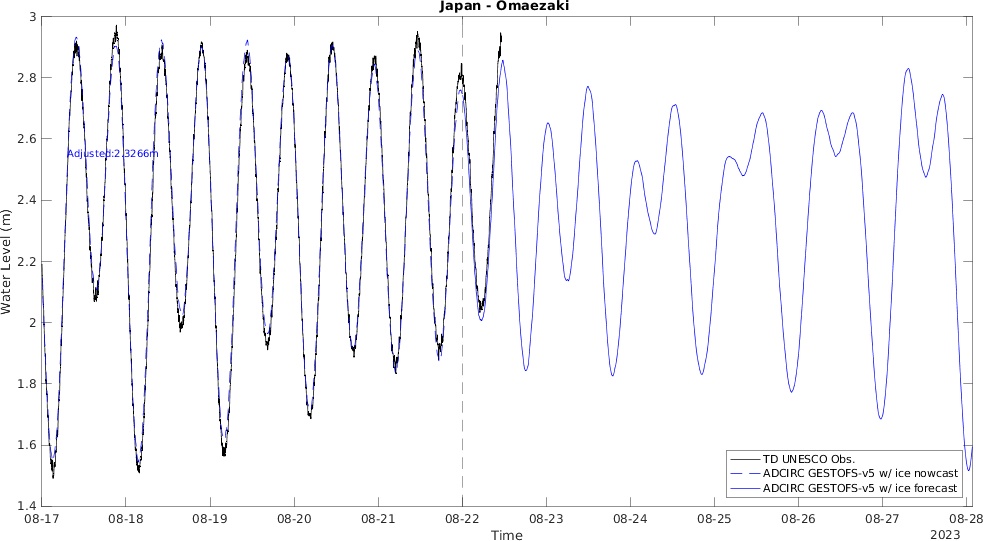 Japan - Omaezaki
3
2.8
2.6
2.4
2.2
2
1.8
1.6
1.4
Water Level (m)
Adjusted:2.3266m
TD UNESCO Obs.
ADCIRC GESTOFS-v5 w/ ice nowcast
ADCIRC GESTOFS-v5 w/ ice forecast
08-17 08-18 08-19 08-20 08-21 08-22 08-23 08-24 08-25 08-26 08-27 08-28
Time
2023